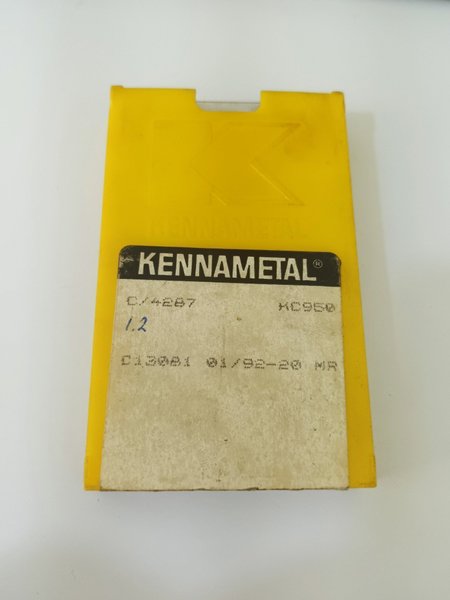 KENNAMETAL
KENNAMETAL®
C/4287 KC950
1.2
C13081 01/92-20 MR